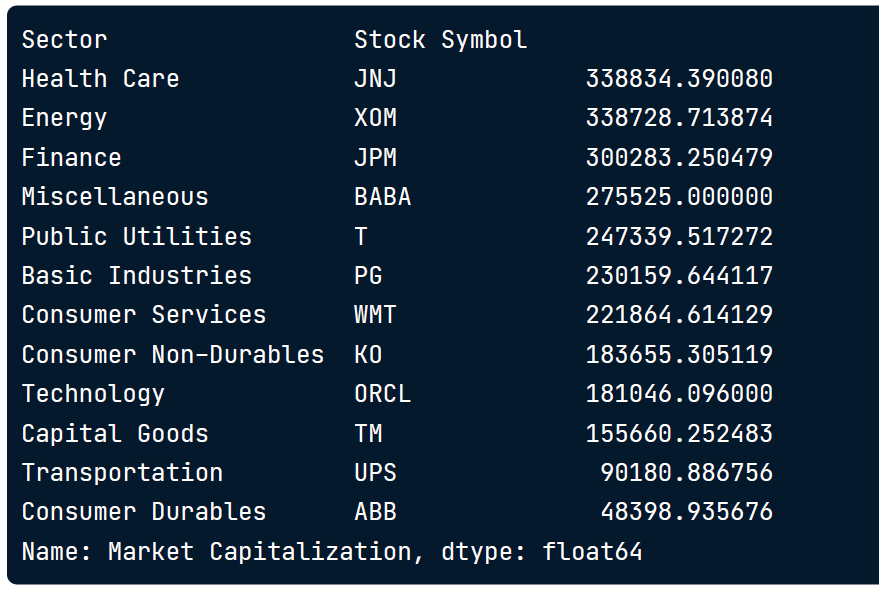 Sector                 Stock Symbol
Health Care            JNJ             338834.390080
Energy                 XOM             338728.713874
Finance                JPM             300283.250479
Miscellaneous          BABA            275525.000000
Public Utilities       T               247339.517272
Basic Industries       PG              230159.644117
Consumer Services      WMT             221864.614129
Consumer Non-Durables  KO              183655.305119
Technology             ORCL            181046.096000
Capital Goods          TM              155660.252483
Transportation         UPS              90180.886756
Consumer Durables      ABB              48398.935676
Name: Market Capitalization, dtype: float64